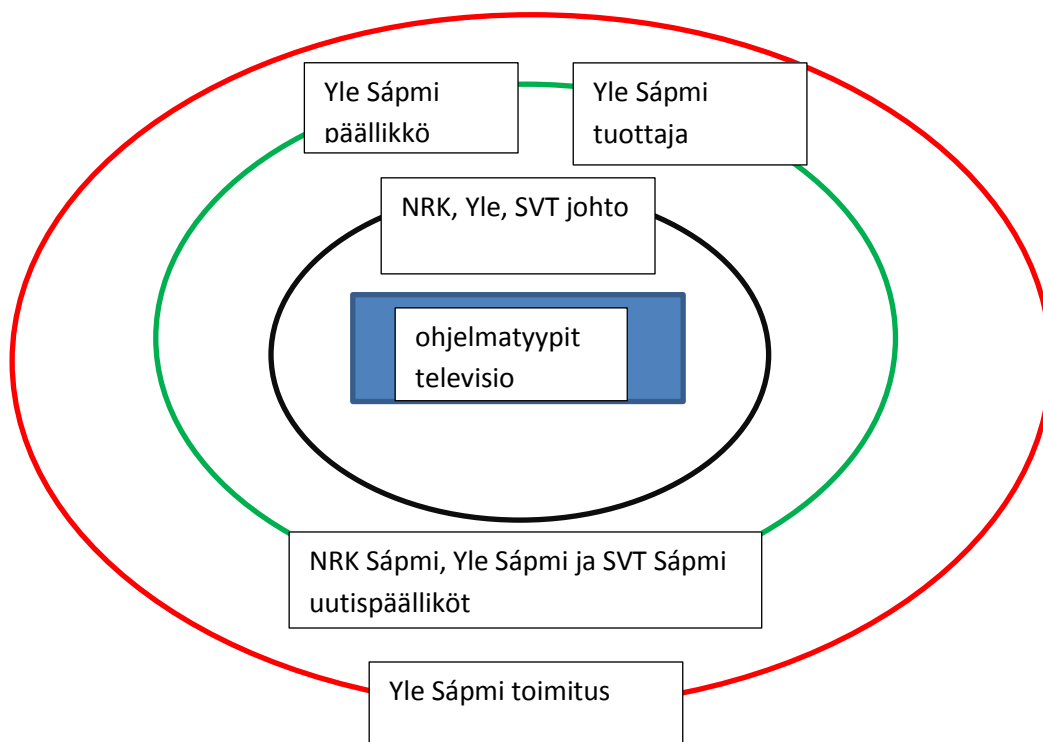 Yle Sápmi
päällikkö
Yle Sápmi
tuottaja
NRK, Yle, SVT johto
ohjelmatyypit
televisio
NRK Sápmi, Yle Sápmi ja SVT Sápmi
uutispäälliköt
Yle Sápmi toimitus